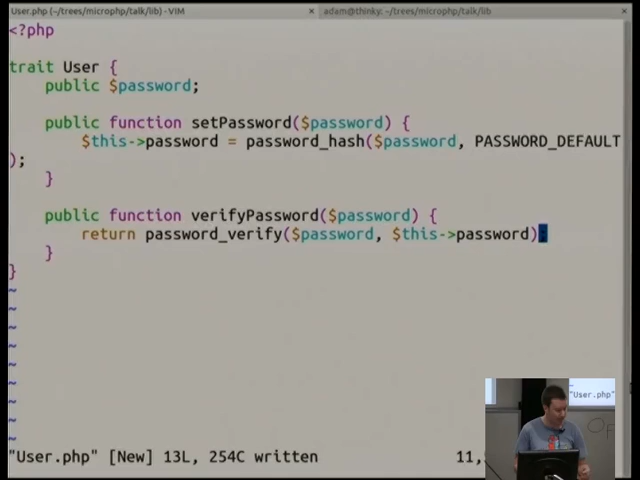 User.php (~/trees/microphp/talk/lib) - VIM
adam@thinky: ~/trees/microphp/talk/lib
<?php
trait User {
public $password;
public function setPassword($password) {
$this->password = password_hash($password, PASSWORD_DEFAULT
);
}
public function verifyPassword($password) {
return password_verify($password, $this->password);
}
}
~
~
~
~
~
~
~
~
~
"User.php" [New] 13L, 254C written
11,
"User.php"
OF